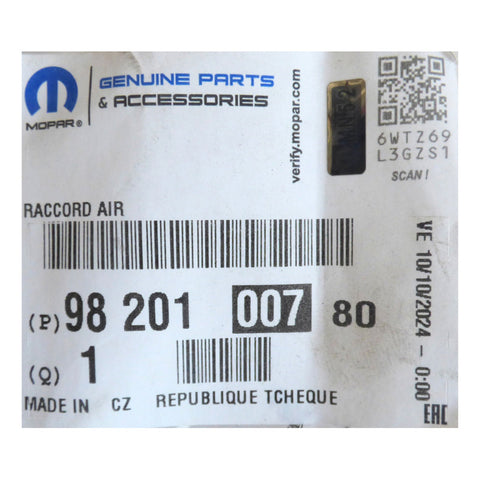 MOPAR®
GENUINE PARTS
& ACCESSORIES
verify.mopar.com
6WTZ69
L3GZS1
SCAN!
RACCORD AIR
(P) 98 201 007 80
(Q) 1
MADE IN CZ REPUBLIQUE TCHEQUE
VE 10/10/2024 - 0:00
EAC